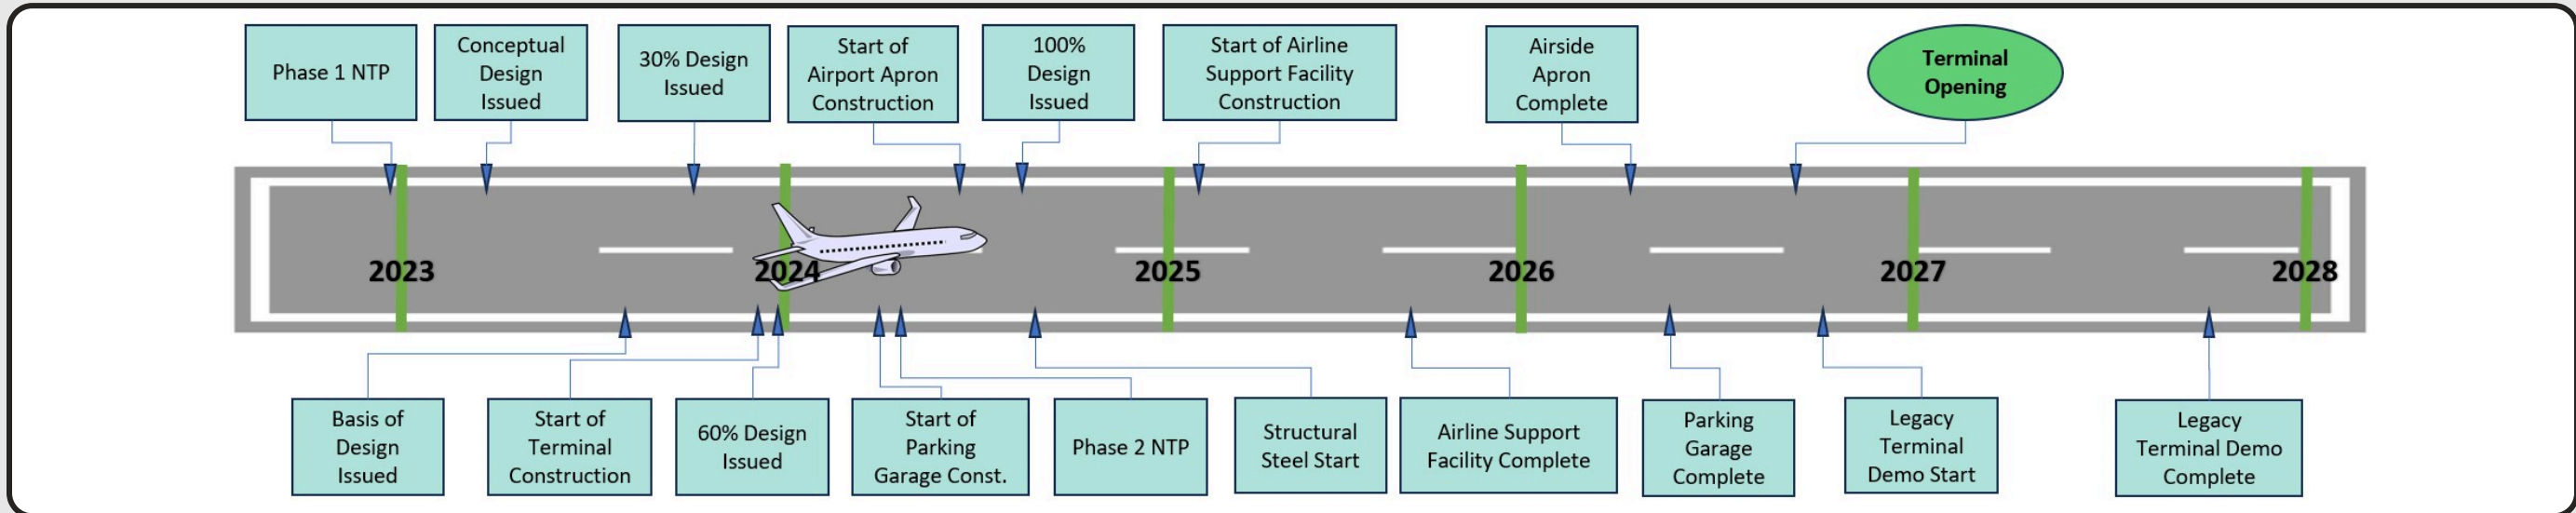 Phase 1 NTP
Conceptual
Design
Issued
30% Design
Issued
Start of
Airport Apron
Construction
100%
Design
Issued
Start of Airline
Support Facility
Construction
Airside
Apron
Complete
Terminal
Opening
2023
2024
2025
2026
2027
2028
Basis of
Design
Issued
Start of
Terminal
Construction
60% Design
Issued
Start of
Parking
Garage Const.
Phase 2 NTP
Structural
Steel Start
Airline Support
Facility Complete
Parking
Garage
Complete
Legacy
Terminal
Demo Start
Legacy
Terminal Demo
Complete